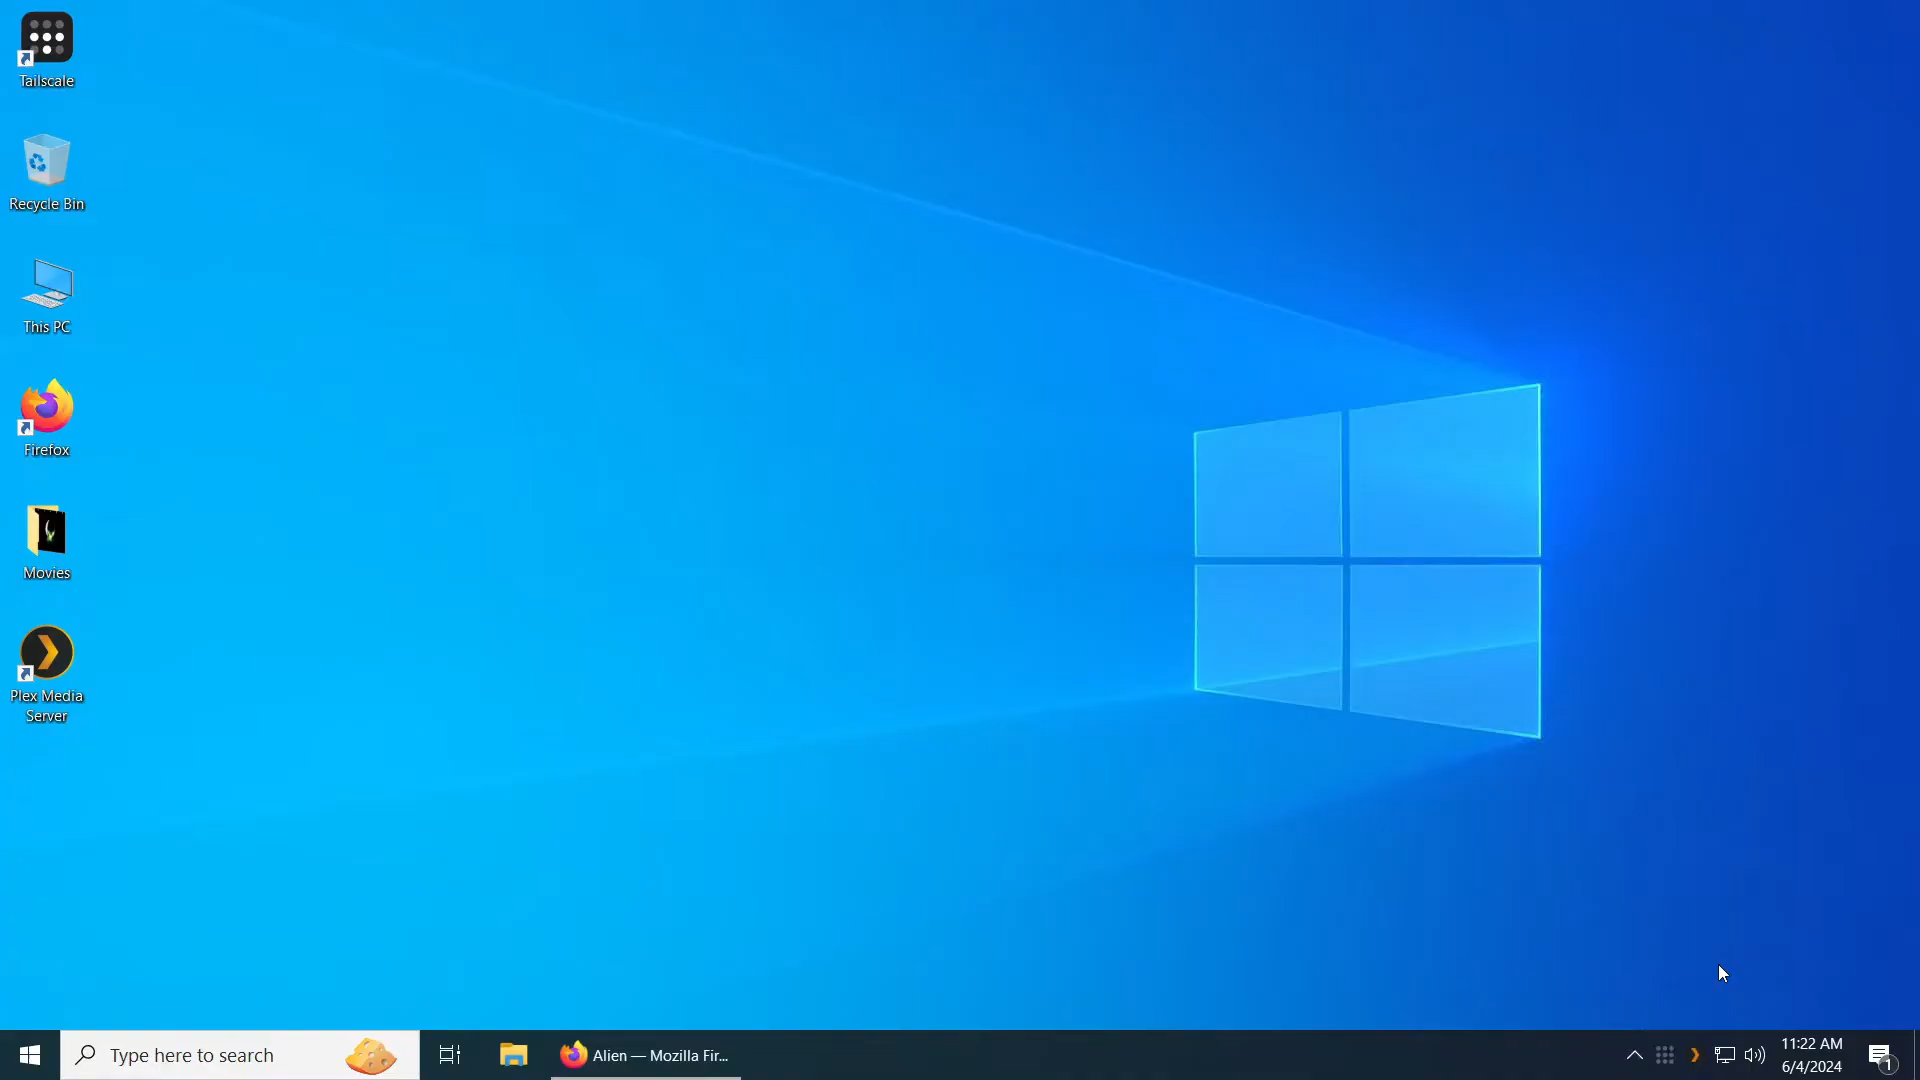 Tailscale
Recycle Bin
This PC
Firefox
Movies
Plex Media
Server
Type here to search
Alien — Mozilla Fir...
11:22 AM
6/4/2024
1